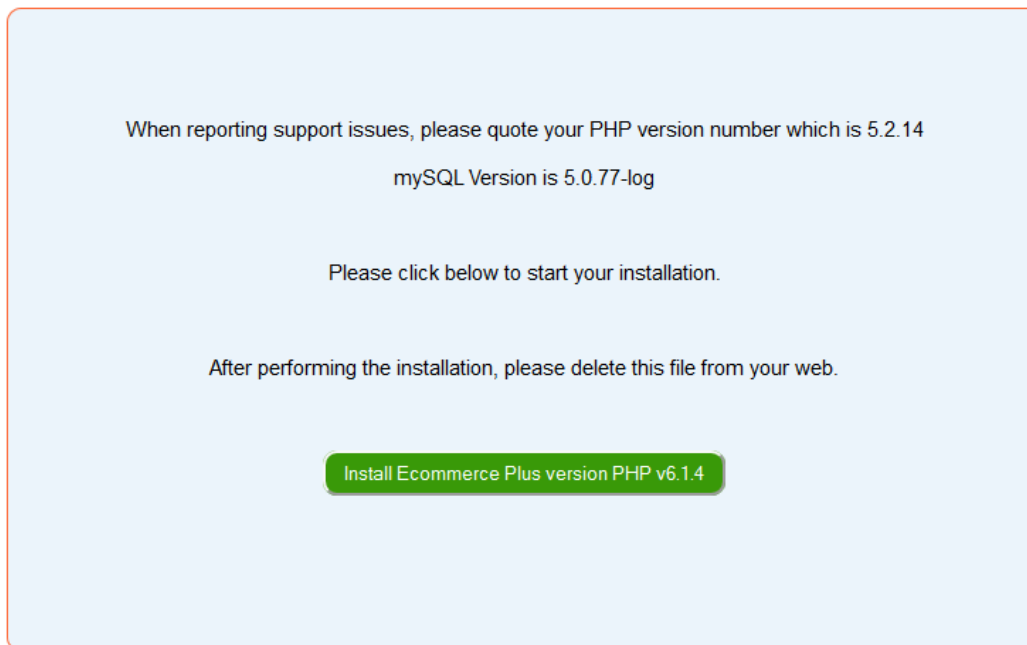 When reporting support issues, please quote your PHP version number which is 5.2.14
mySQL Version is 5.0.77-log
Please click below to start your installation.
After performing the installation, please delete this file from your web.
Install Ecommerce Plus version PHP v6.1.4